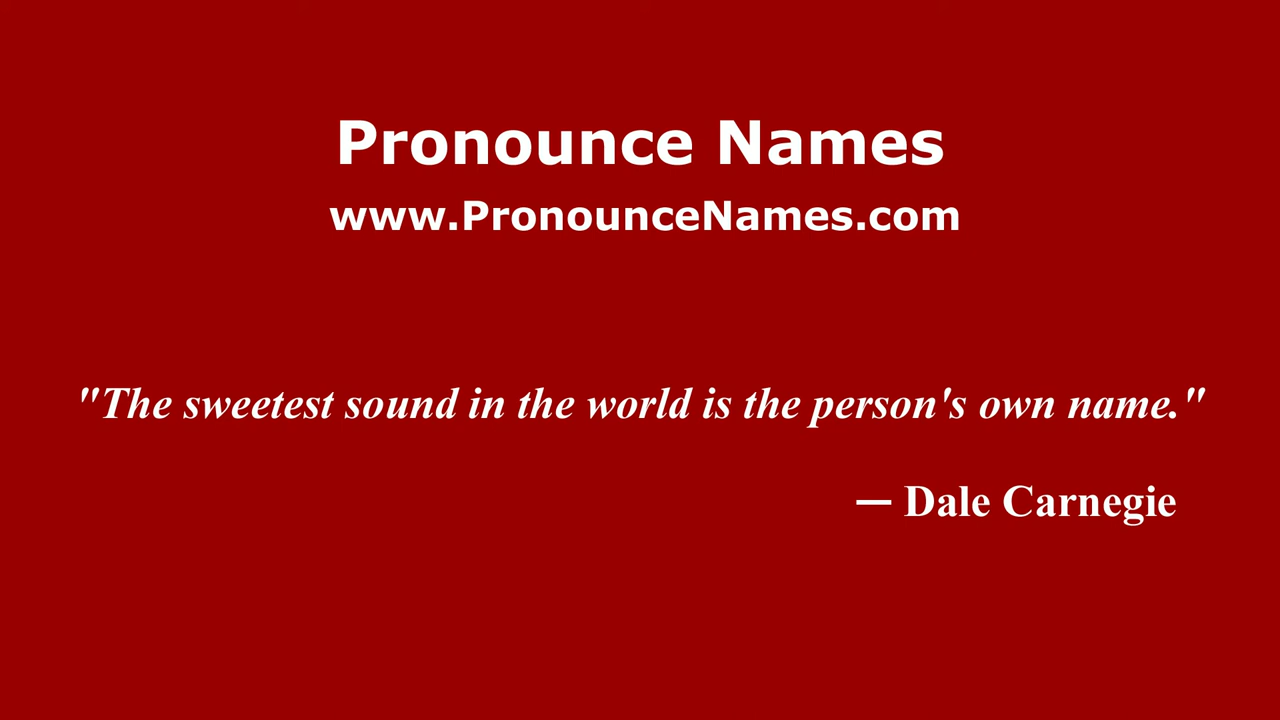 Pronounce Names
www.PronounceNames.com
"The sweetest sound in the world is the person's own name."
— Dale Carnegie